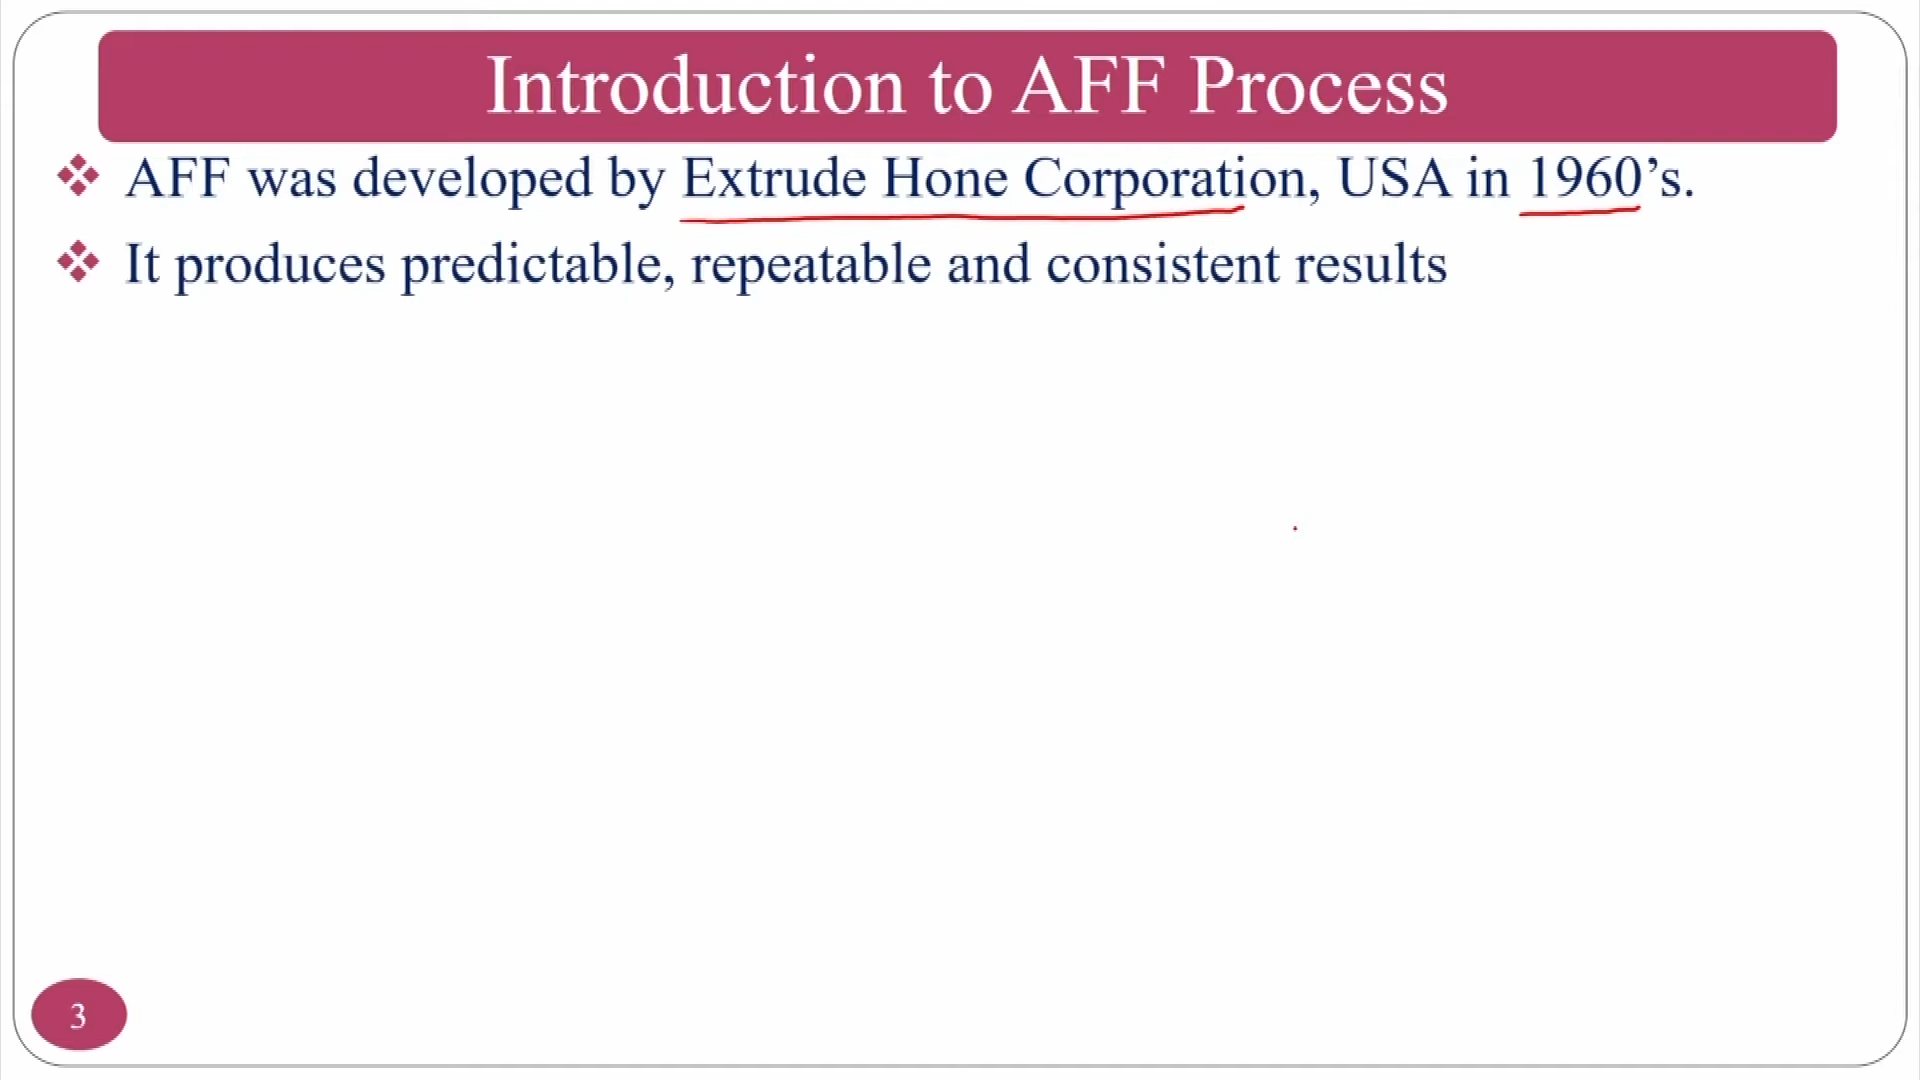 Introduction to AFF Process
AFF was developed by Extrude Hone Corporation, USA in 1960’s.
It produces predictable, repeatable and consistent results
3